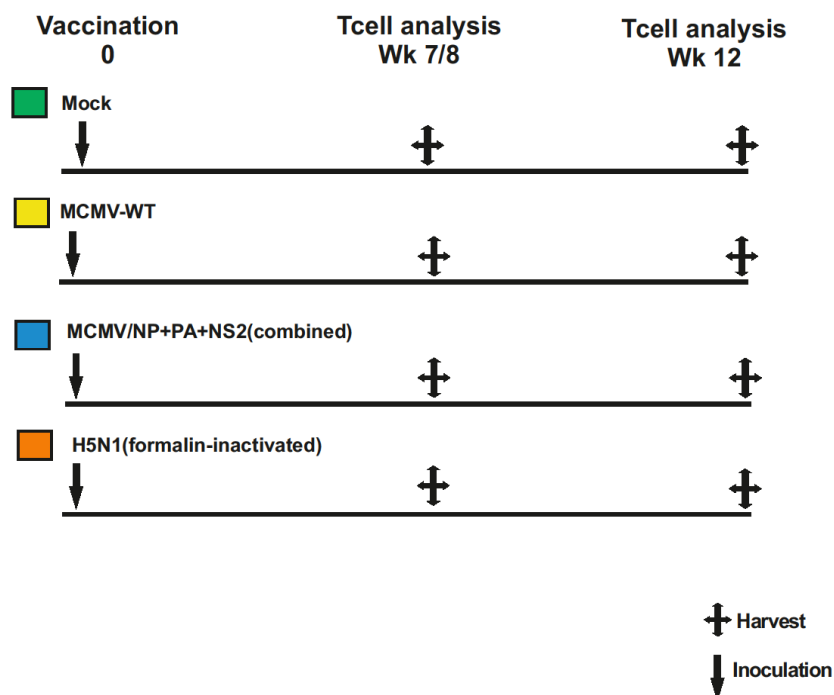 Vaccination
0
Tcell analysis
Wk 7/8
Tcell analysis
Wk 12
Mock
MCMV-WT
MCMV/NP+PA+NS2(combined)
H5N1(formalin-inactivated)
Harvest
Inoculation